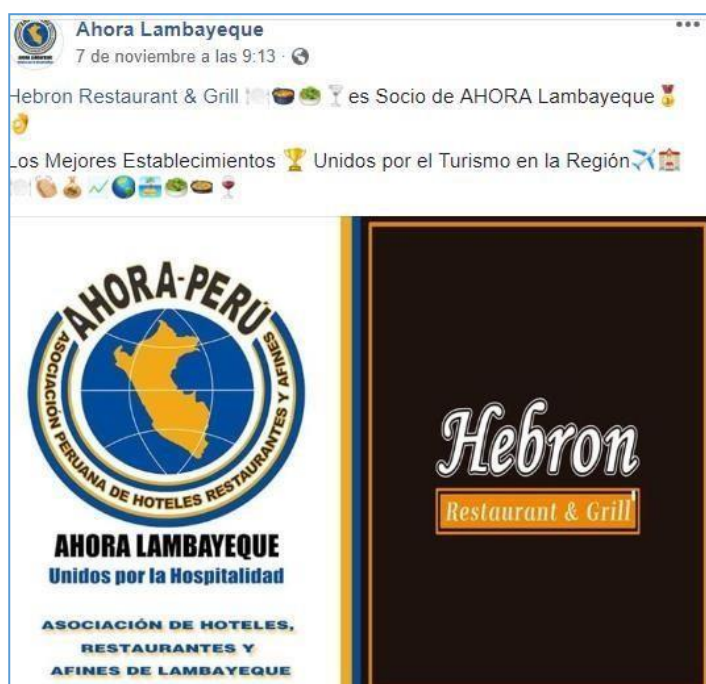 Ahora Lambayeque
7 de noviembre a las 9:13 ·
Hebron Restaurant & Grill 🍽️🍲🥗🍸 es Socio de AHORA Lambayeque 🏅
👌
Los Mejores Establecimientos 🏆 Unidos por el Turismo en la Región ✈️🏨
🍽️👏💰📈🌎🏝️🥗🍲🍷
AHORA-PERÚ
ASOCIACIÓN PERUANA DE HOTELES RESTAURANTES Y AFINES
AHORA LAMBAYEQUE
Unidos por la Hospitalidad
ASOCIACIÓN DE HOTELES,
RESTAURANTES Y
AFINES DE LAMBAYEQUE
Hebron
Restaurant & Grill